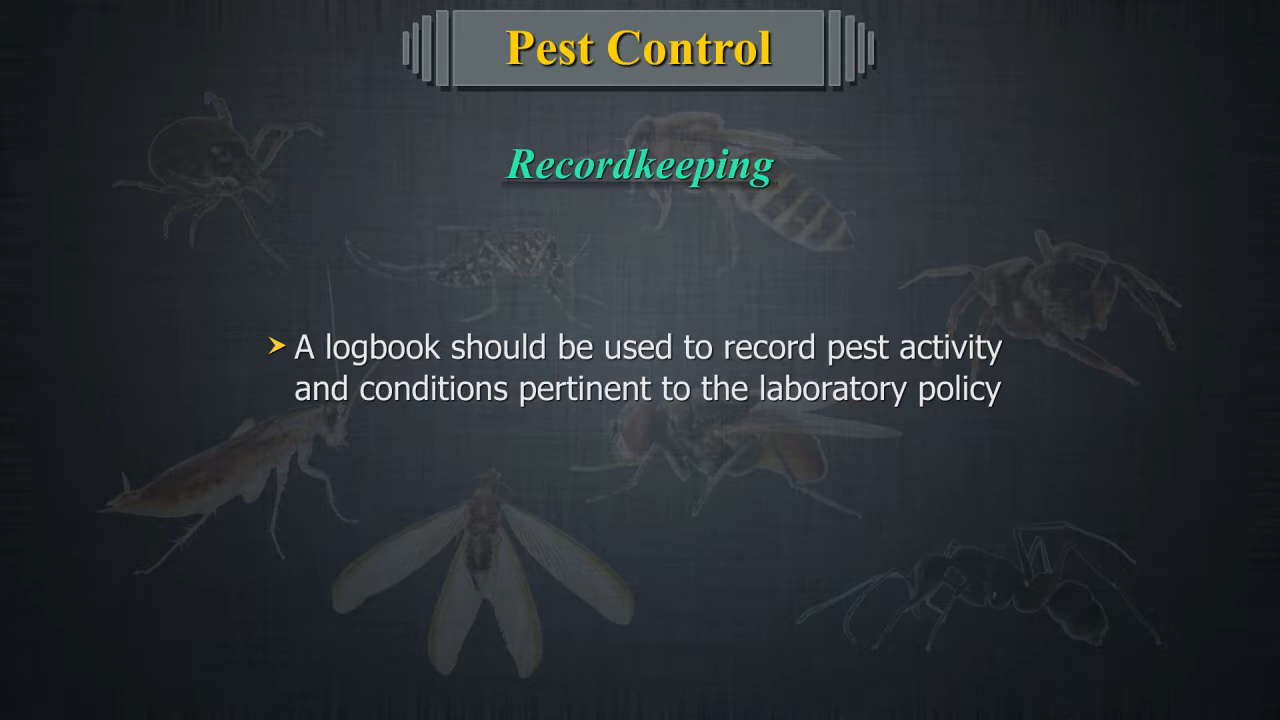 Pest Control
Recordkeeping
➤ A logbook should be used to record pest activity
and conditions pertinent to the laboratory policy